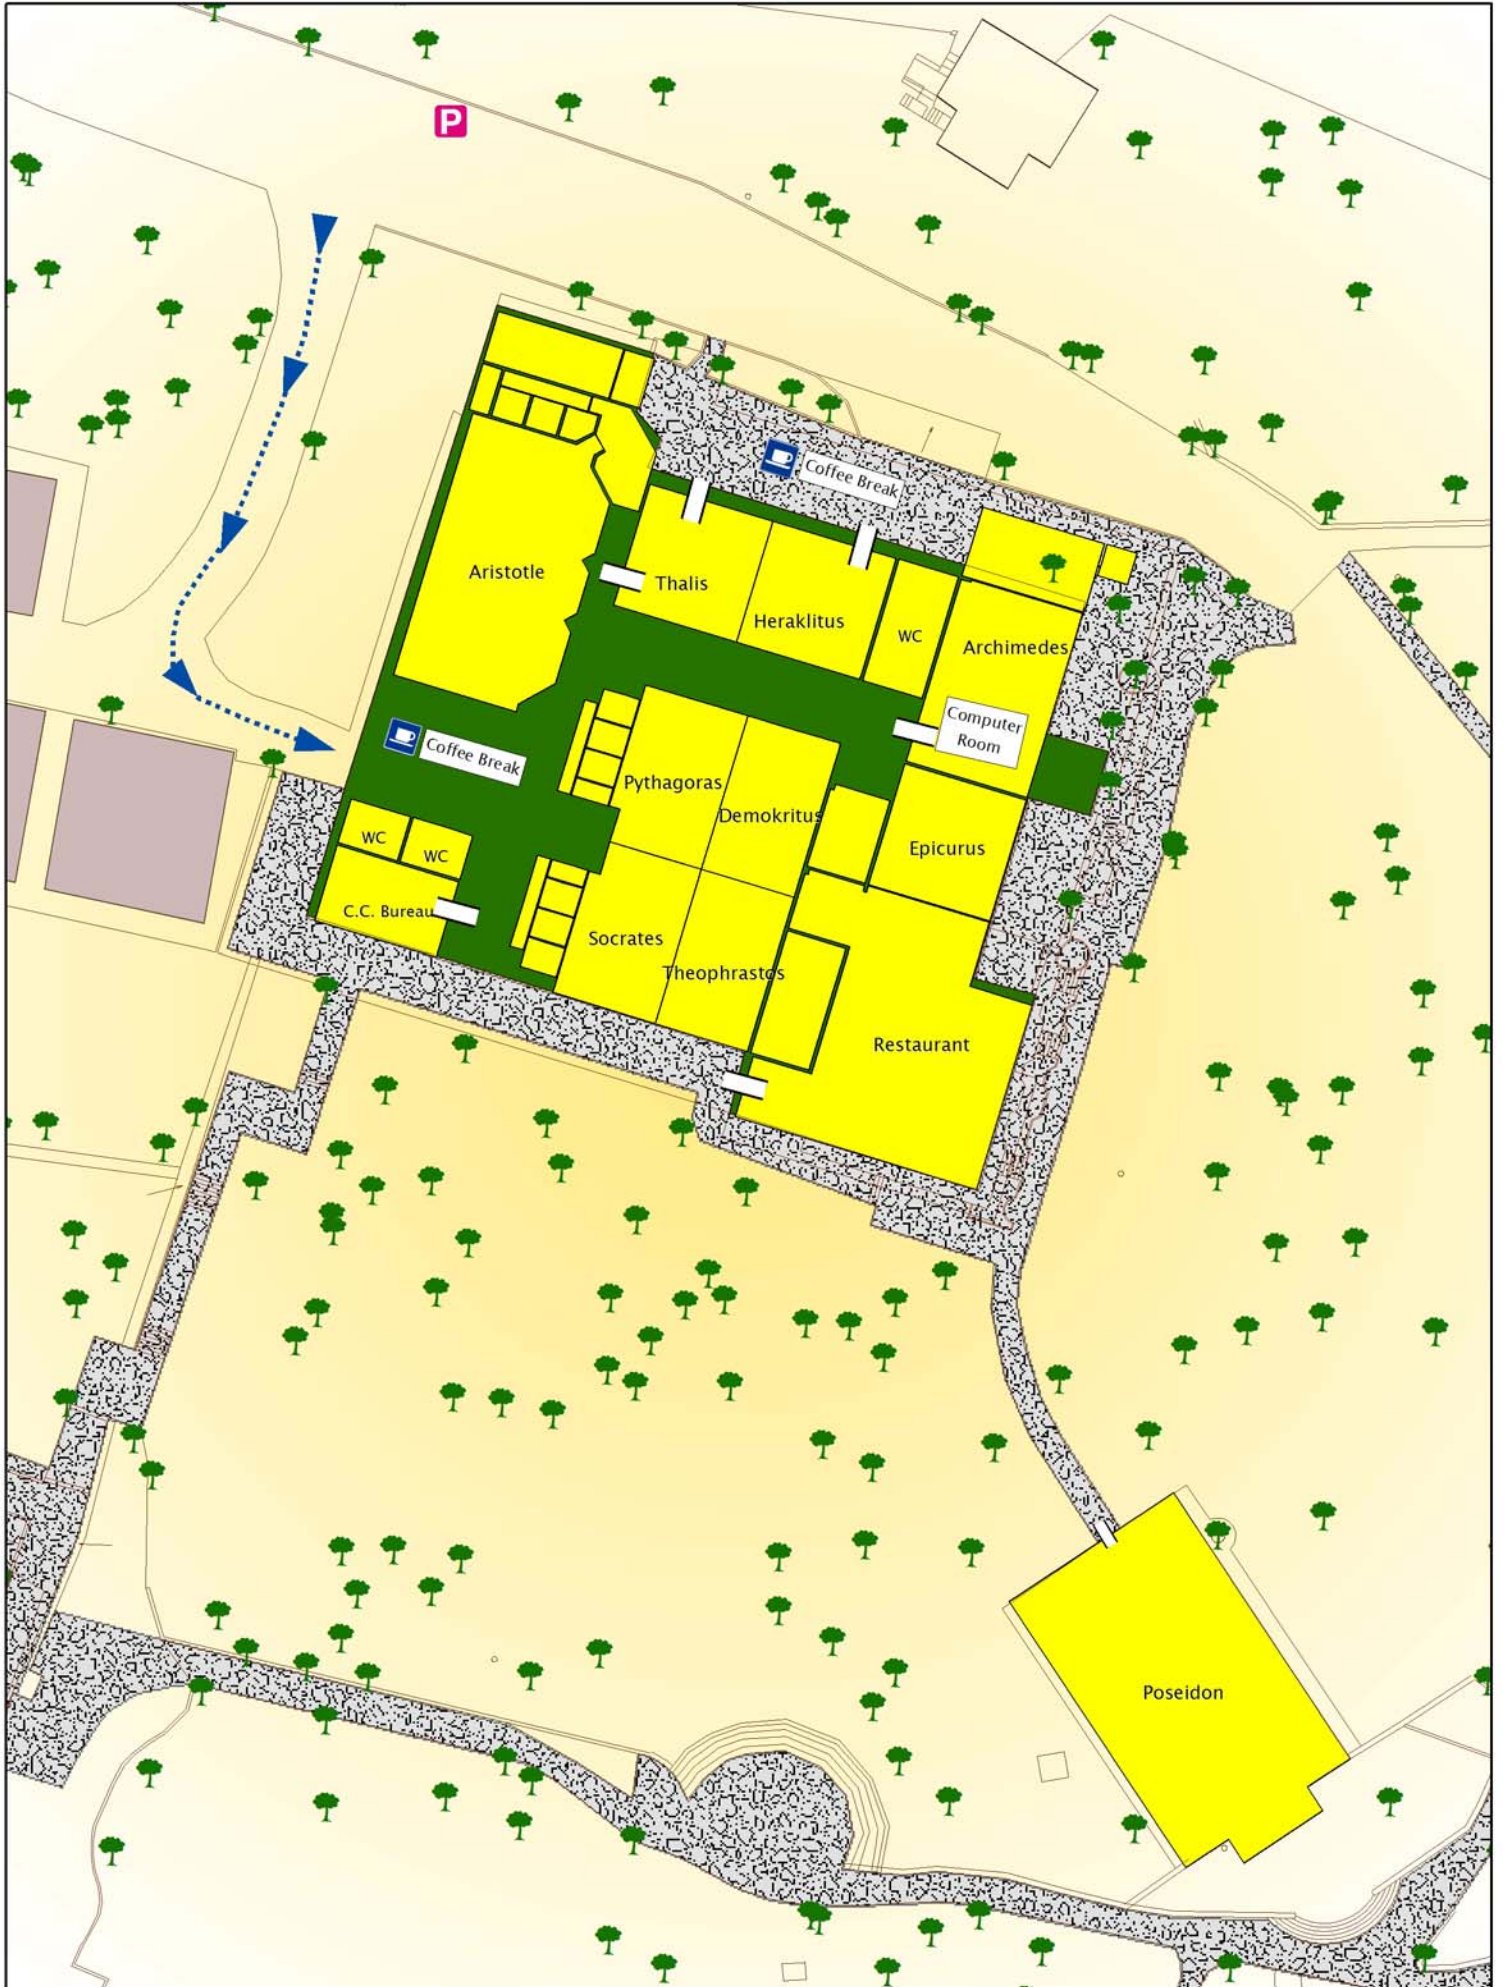 P
Coffee Break
Aristotle
Thalis
Heraklitus
WC
Archimedes
Computer
Room
Coffee Break
Pythagoras
Demokritus
WC
WC
Epicurus
C.C. Bureau
Socrates
Theophrastos
Restaurant
Poseidon